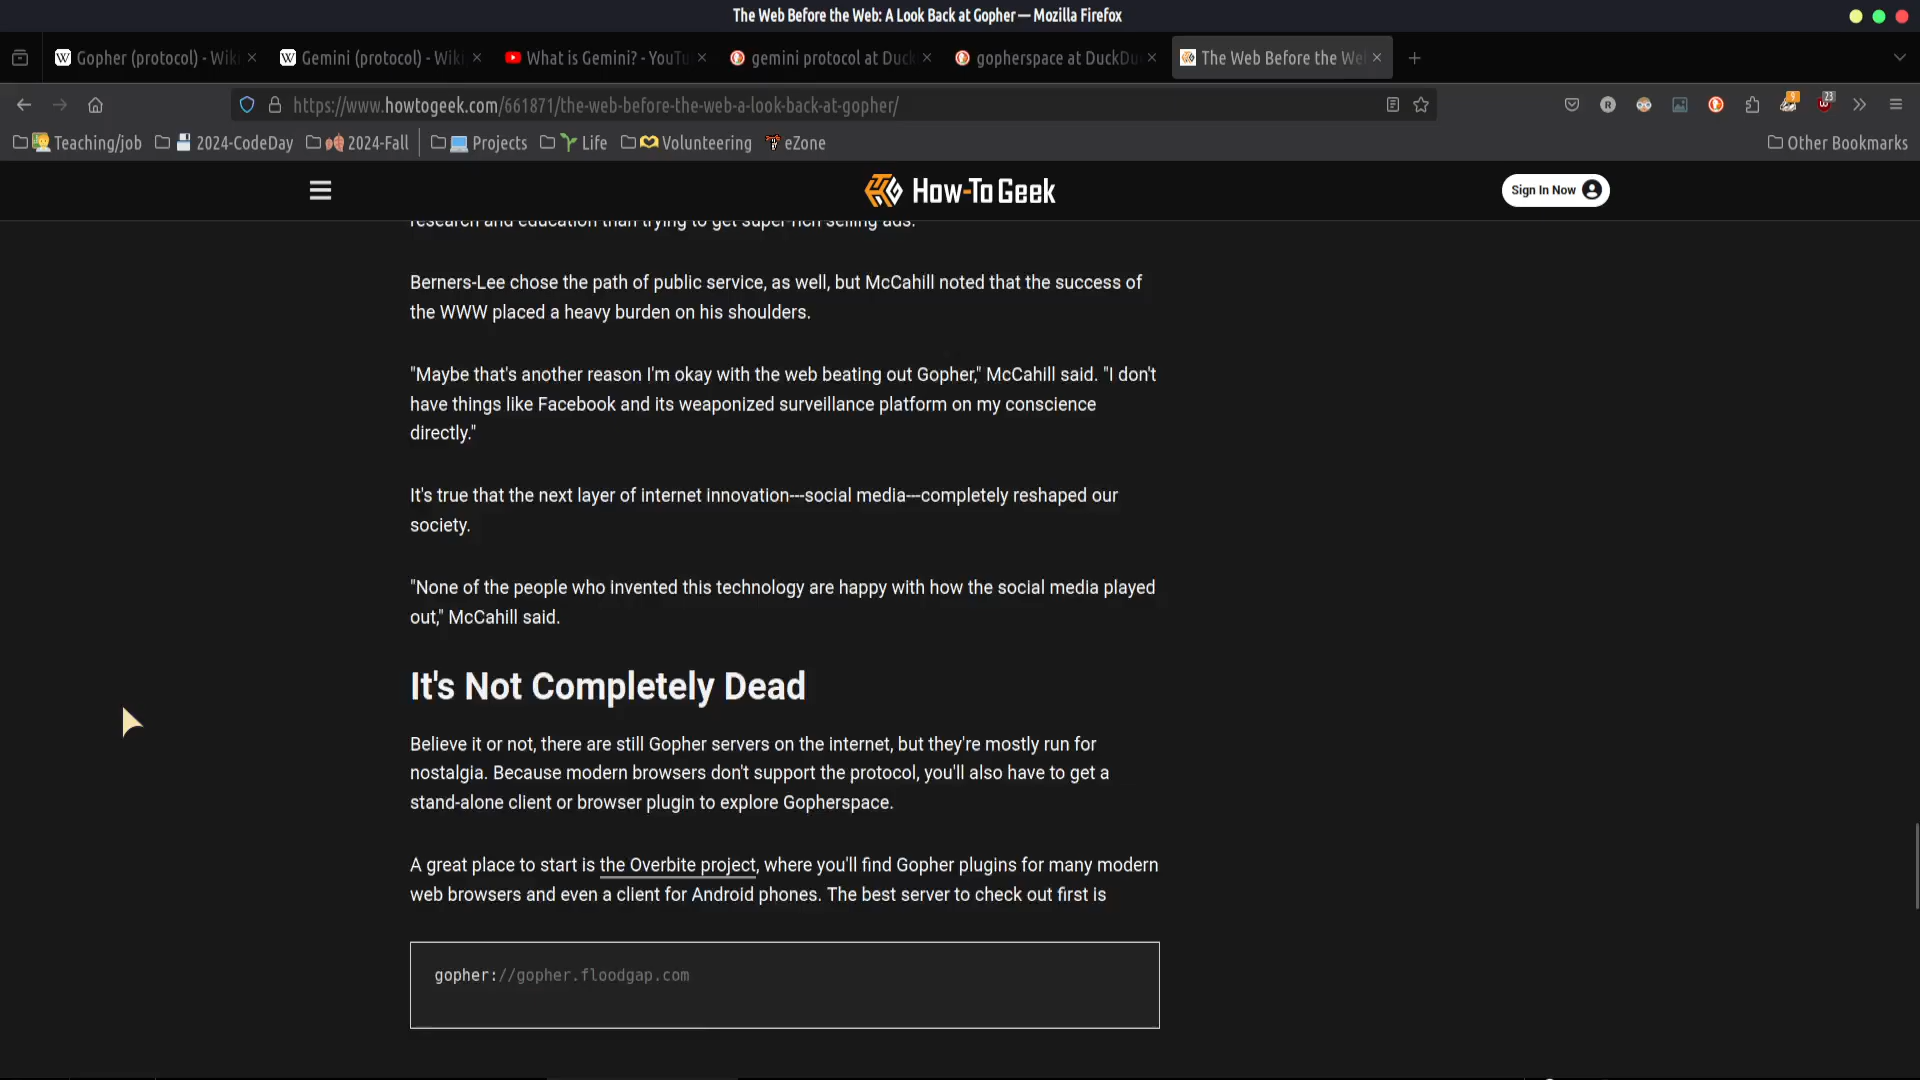 The Web Before the Web: A Look Back at Gopher — Mozilla Firefox
Gopher (protocol) - Wiki
Gemini (protocol) - Wiki
What is Gemini? - YouTu
gemini protocol at Duck
gopherspace at DuckDu
The Web Before the We
https://www.howtogeek.com/661871/the-web-before-the-web-a-look-back-at-gopher/
9
23
Teaching/job
2024-CodeDay
2024-Fall
Projects
Life
Volunteering
eZone
Other Bookmarks
How-To Geek
Sign In Now
research and education than trying to get super-rich selling ads.
Berners-Lee chose the path of public service, as well, but McCahill noted that the success of
the WWW placed a heavy burden on his shoulders.
"Maybe that's another reason I'm okay with the web beating out Gopher," McCahill said. "I don't
have things like Facebook and its weaponized surveillance platform on my conscience
directly."
It's true that the next layer of internet innovation---social media---completely reshaped our
society.
"None of the people who invented this technology are happy with how the social media played
out," McCahill said.
It's Not Completely Dead
Believe it or not, there are still Gopher servers on the internet, but they're mostly run for
nostalgia. Because modern browsers don't support the protocol, you'll also have to get a
stand-alone client or browser plugin to explore Gopherspace.
A great place to start is the Overbite project, where you'll find Gopher plugins for many modern
web browsers and even a client for Android phones. The best server to check out first is
gopher://gopher.floodgap.com